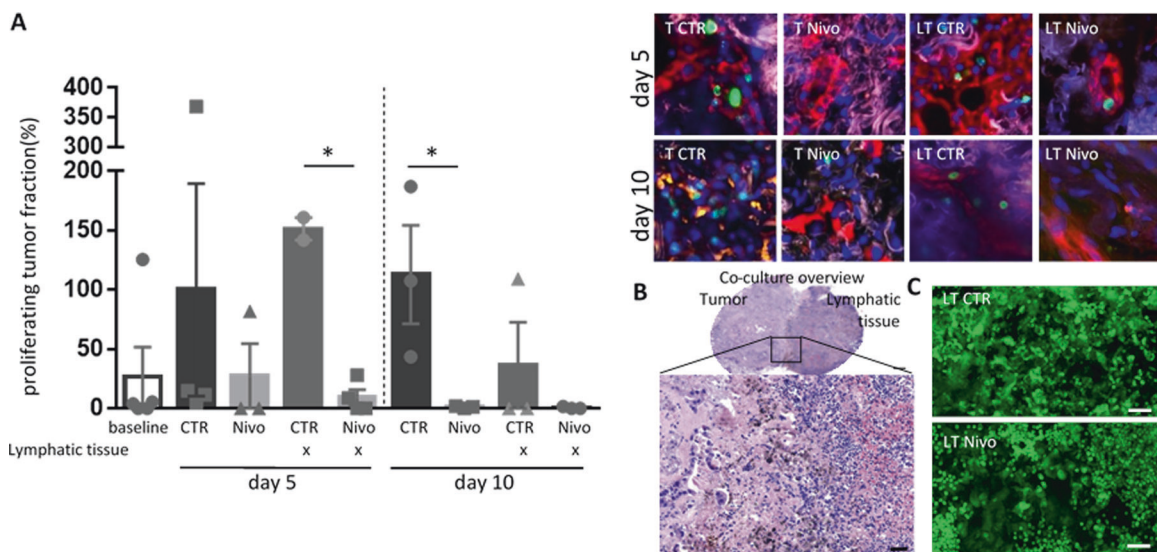 A
proliferating tumor fraction(%)
400
350
300
200
150
100
50
0
*
*
baseline CTR Nivo CTR Nivo CTR Nivo CTR Nivo
Lymphatic tissue x x x x
day 5 day 10
day 5
T CTR T Nivo LT CTR LT Nivo
day 10
T CTR T Nivo LT CTR LT Nivo
B
Co-culture overview
Tumor Lymphatic
tissue
C
LT CTR
LT Nivo